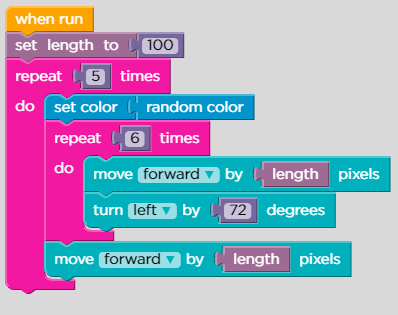 when run
set length to 100
repeat 5 times
do set color random color
repeat 6 times
do move forward ▼ by length pixels
turn left ▼ by 72 degrees
move forward ▼ by length pixels